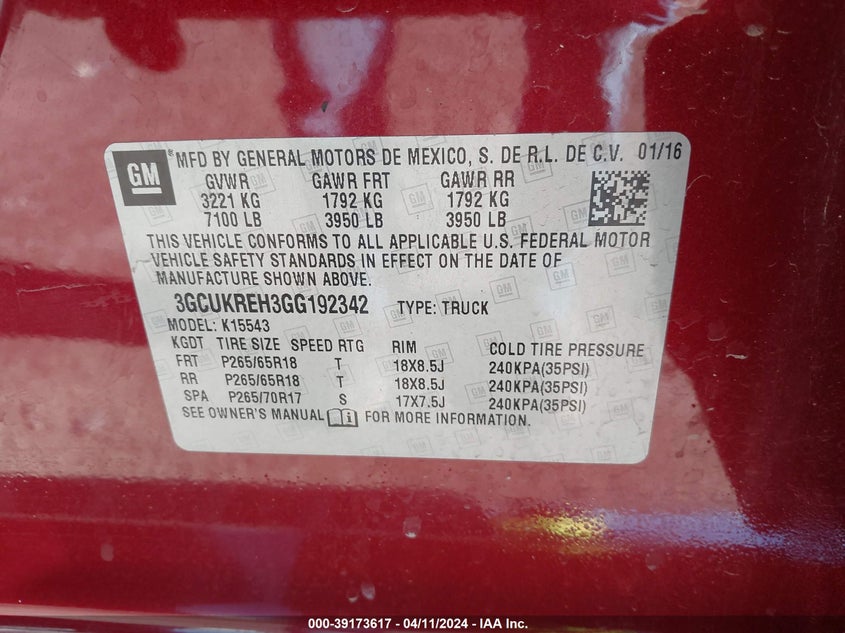 GM ® MFD BY GENERAL MOTORS DE MEXICO, S. DE R.L. DE C.V. 01/16
GVWR GAWR FRT GAWR RR
3221 KG 1792 KG 1792 KG
7100 LB 3950 LB 3950 LB
THIS VEHICLE CONFORMS TO ALL APPLICABLE U.S. FEDERAL MOTOR
VEHICLE SAFETY STANDARDS IN EFFECT ON THE DATE OF
MANUFACTURE SHOWN ABOVE.
3GCUKREH3GG192342 TYPE: TRUCK
MODEL: K15543
KGDT TIRE SIZE SPEED RTG RIM COLD TIRE PRESSURE
FRT P265/65R18 T 18X8.5J 240KPA(35PSI)
RR P265/65R18 T 18X8.5J 240KPA(35PSI)
SPA P265/70R17 S 17X7.5J 240KPA(35PSI)
SEE OWNER'S MANUAL FOR MORE INFORMATION.
000-39173617 - 04/11/2024 - IAA Inc.